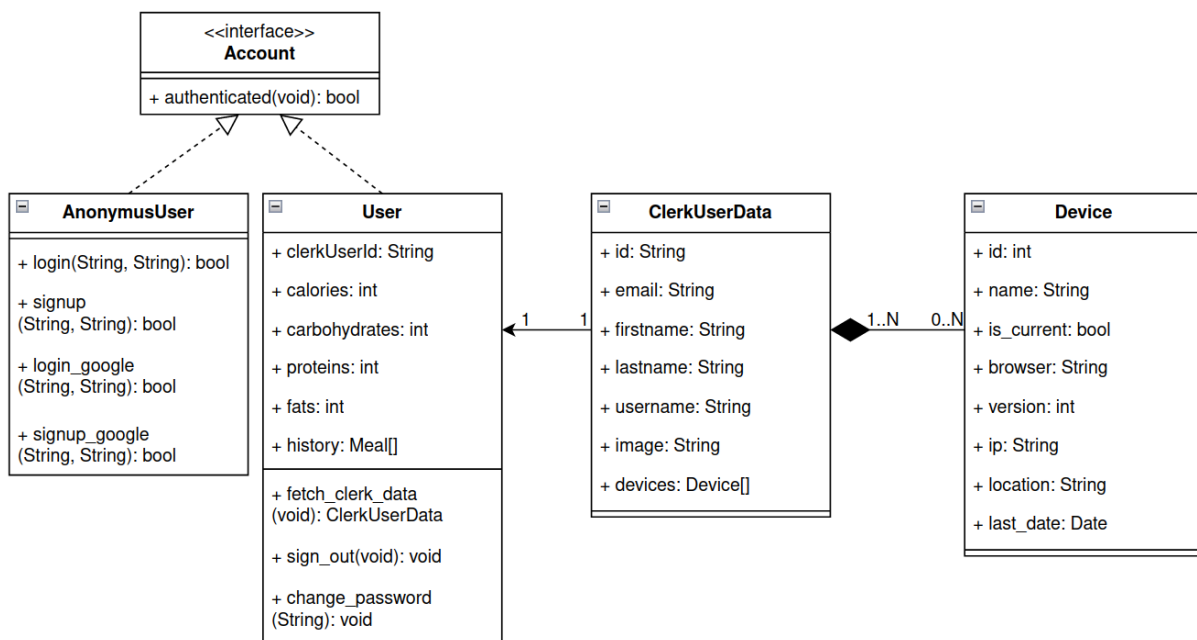 <<interface>>
Account
+ authenticated(void): bool
AnonymusUser
+ login(String, String): bool
+ signup
(String, String): bool
+ login_google
(String, String): bool
+ signup_google
(String, String): bool
User
+ clerkUserId: String
+ calories: int
+ carbohydrates: int
+ proteins: int
+ fats: int
+ history: Meal[]
+ fetch_clerk_data
(void): ClerkUserData
+ sign_out(void): void
+ change_password
(String): void
1
1
ClerkUserData
+ id: String
+ email: String
+ firstname: String
+ lastname: String
+ username: String
+ image: String
+ devices: Device[]
1..N
0..N
Device
+ id: int
+ name: String
+ is_current: bool
+ browser: String
+ version: int
+ ip: String
+ location: String
+ last_date: Date